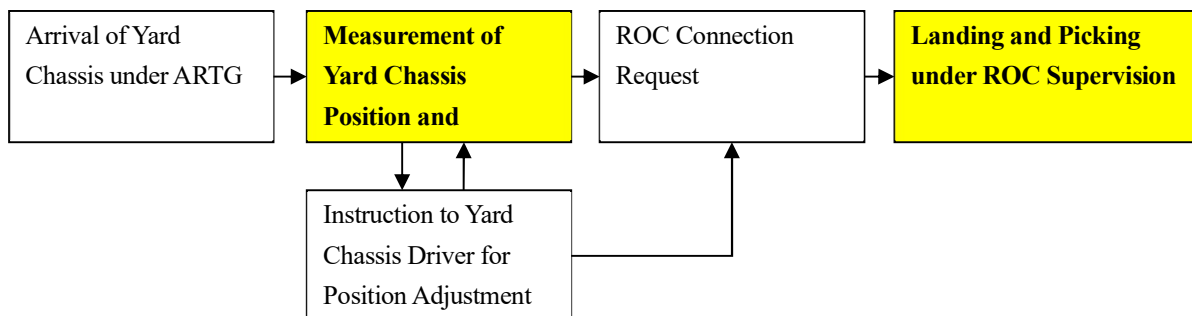 Arrival of Yard
Chassis under ARTG
Measurement of
Yard Chassis
Position and
ROC Connection
Request
Landing and Picking
under ROC Supervision
Instruction to Yard
Chassis Driver for
Position Adjustment